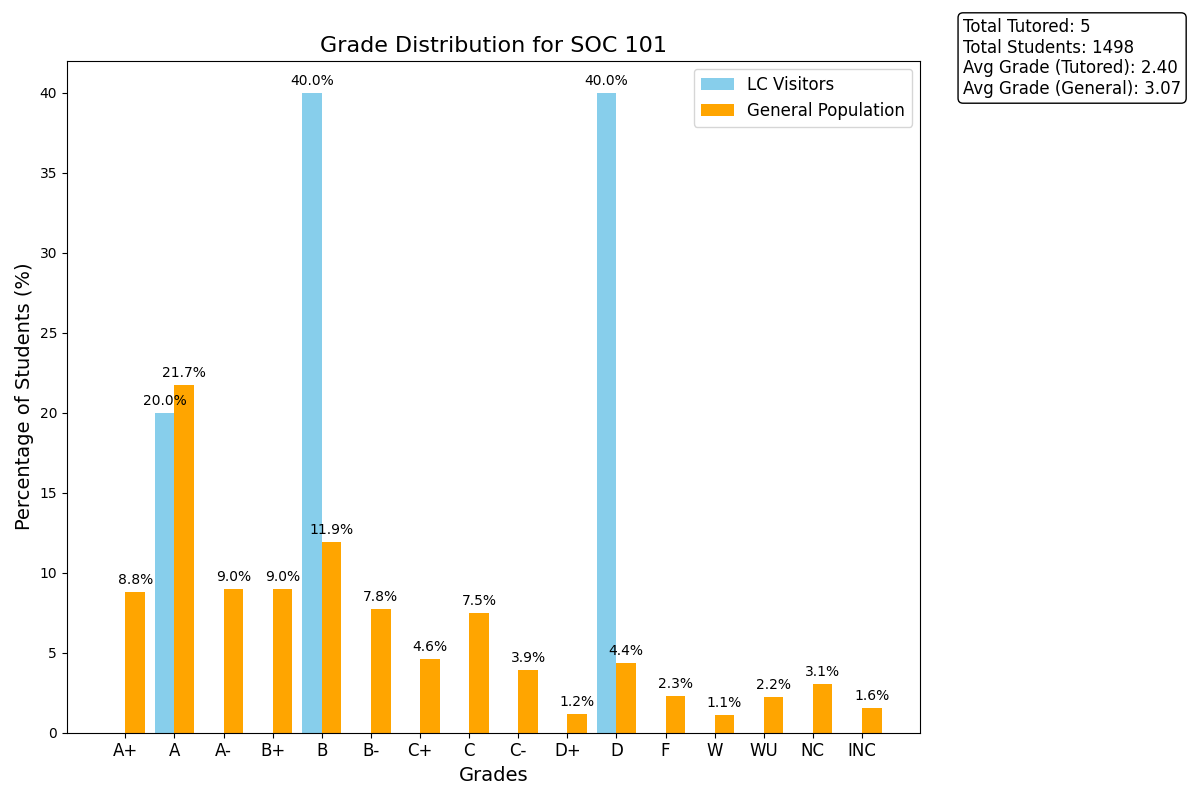 Grade Distribution for SOC 101
Total Tutored: 5
Total Students: 1498
Avg Grade (Tutored): 2.40
Avg Grade (General): 3.07
LC Visitors
General Population
Percentage of Students (%)
40
35
30
25
20
15
10
5
0
8.8%
20.0%
21.7%
9.0%
9.0%
40.0%
11.9%
7.8%
4.6%
7.5%
3.9%
1.2%
40.0%
4.4%
2.3%
1.1%
2.2%
3.1%
1.6%
A+ A A- B+ B B- C+ C C- D+ D F W WU NC INC
Grades